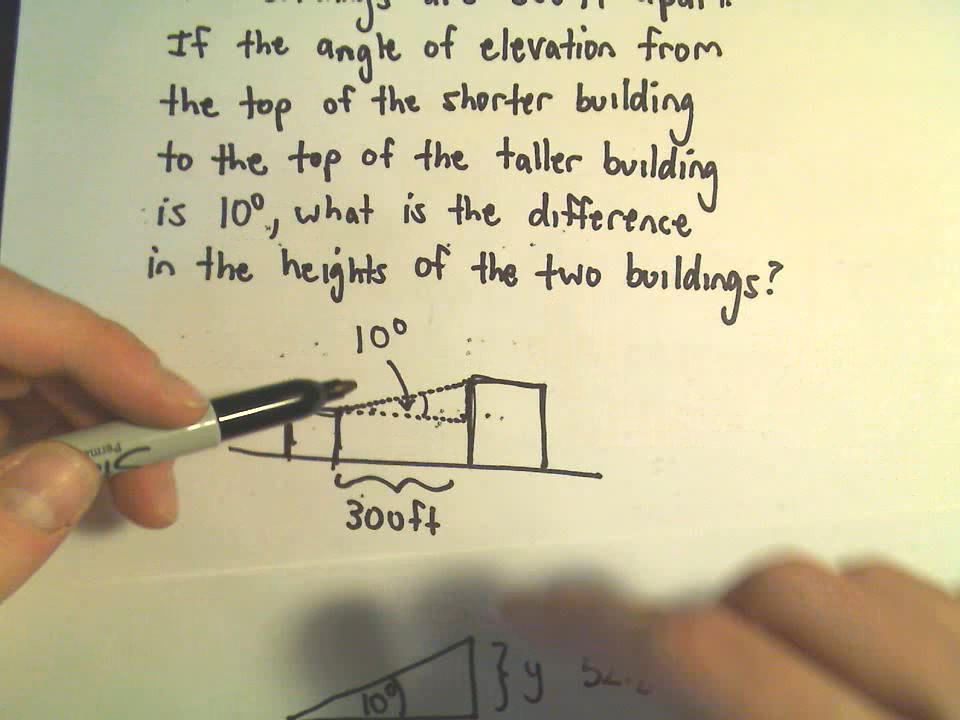 If the angle of elevation from
the top of the shorter building
to the top of the taller building
is 10°, what is the difference
in the heights of the two buildings?
10°
300ft
10°
y